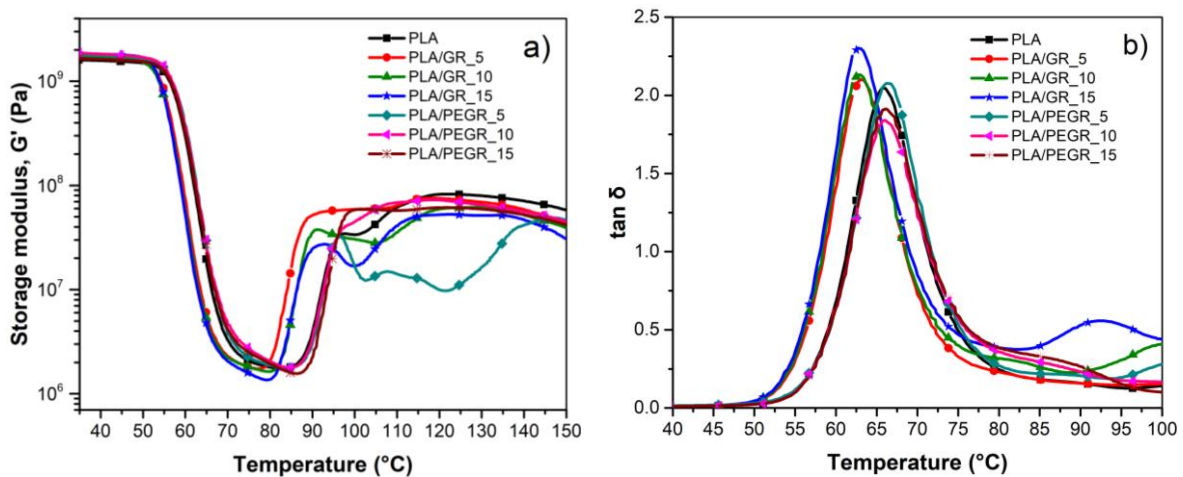 a)
PLA
PLA/GR_5
PLA/GR_10
PLA/GR_15
PLA/PEGR_5
PLA/PEGR_10
PLA/PEGR_15
Storage modulus, G' (Pa)
10⁹
10⁸
10⁷
10⁶
40 50 60 70 80 90 100 110 120 130 140 150
Temperature (°C)
b)
PLA
PLA/GR_5
PLA/GR_10
PLA/GR_15
PLA/PEGR_5
PLA/PEGR_10
PLA/PEGR_15
tan δ
2.5
2.0
1.5
1.0
0.5
0.0
40 45 50 55 60 65 70 75 80 85 90 95 100
Temperature (°C)